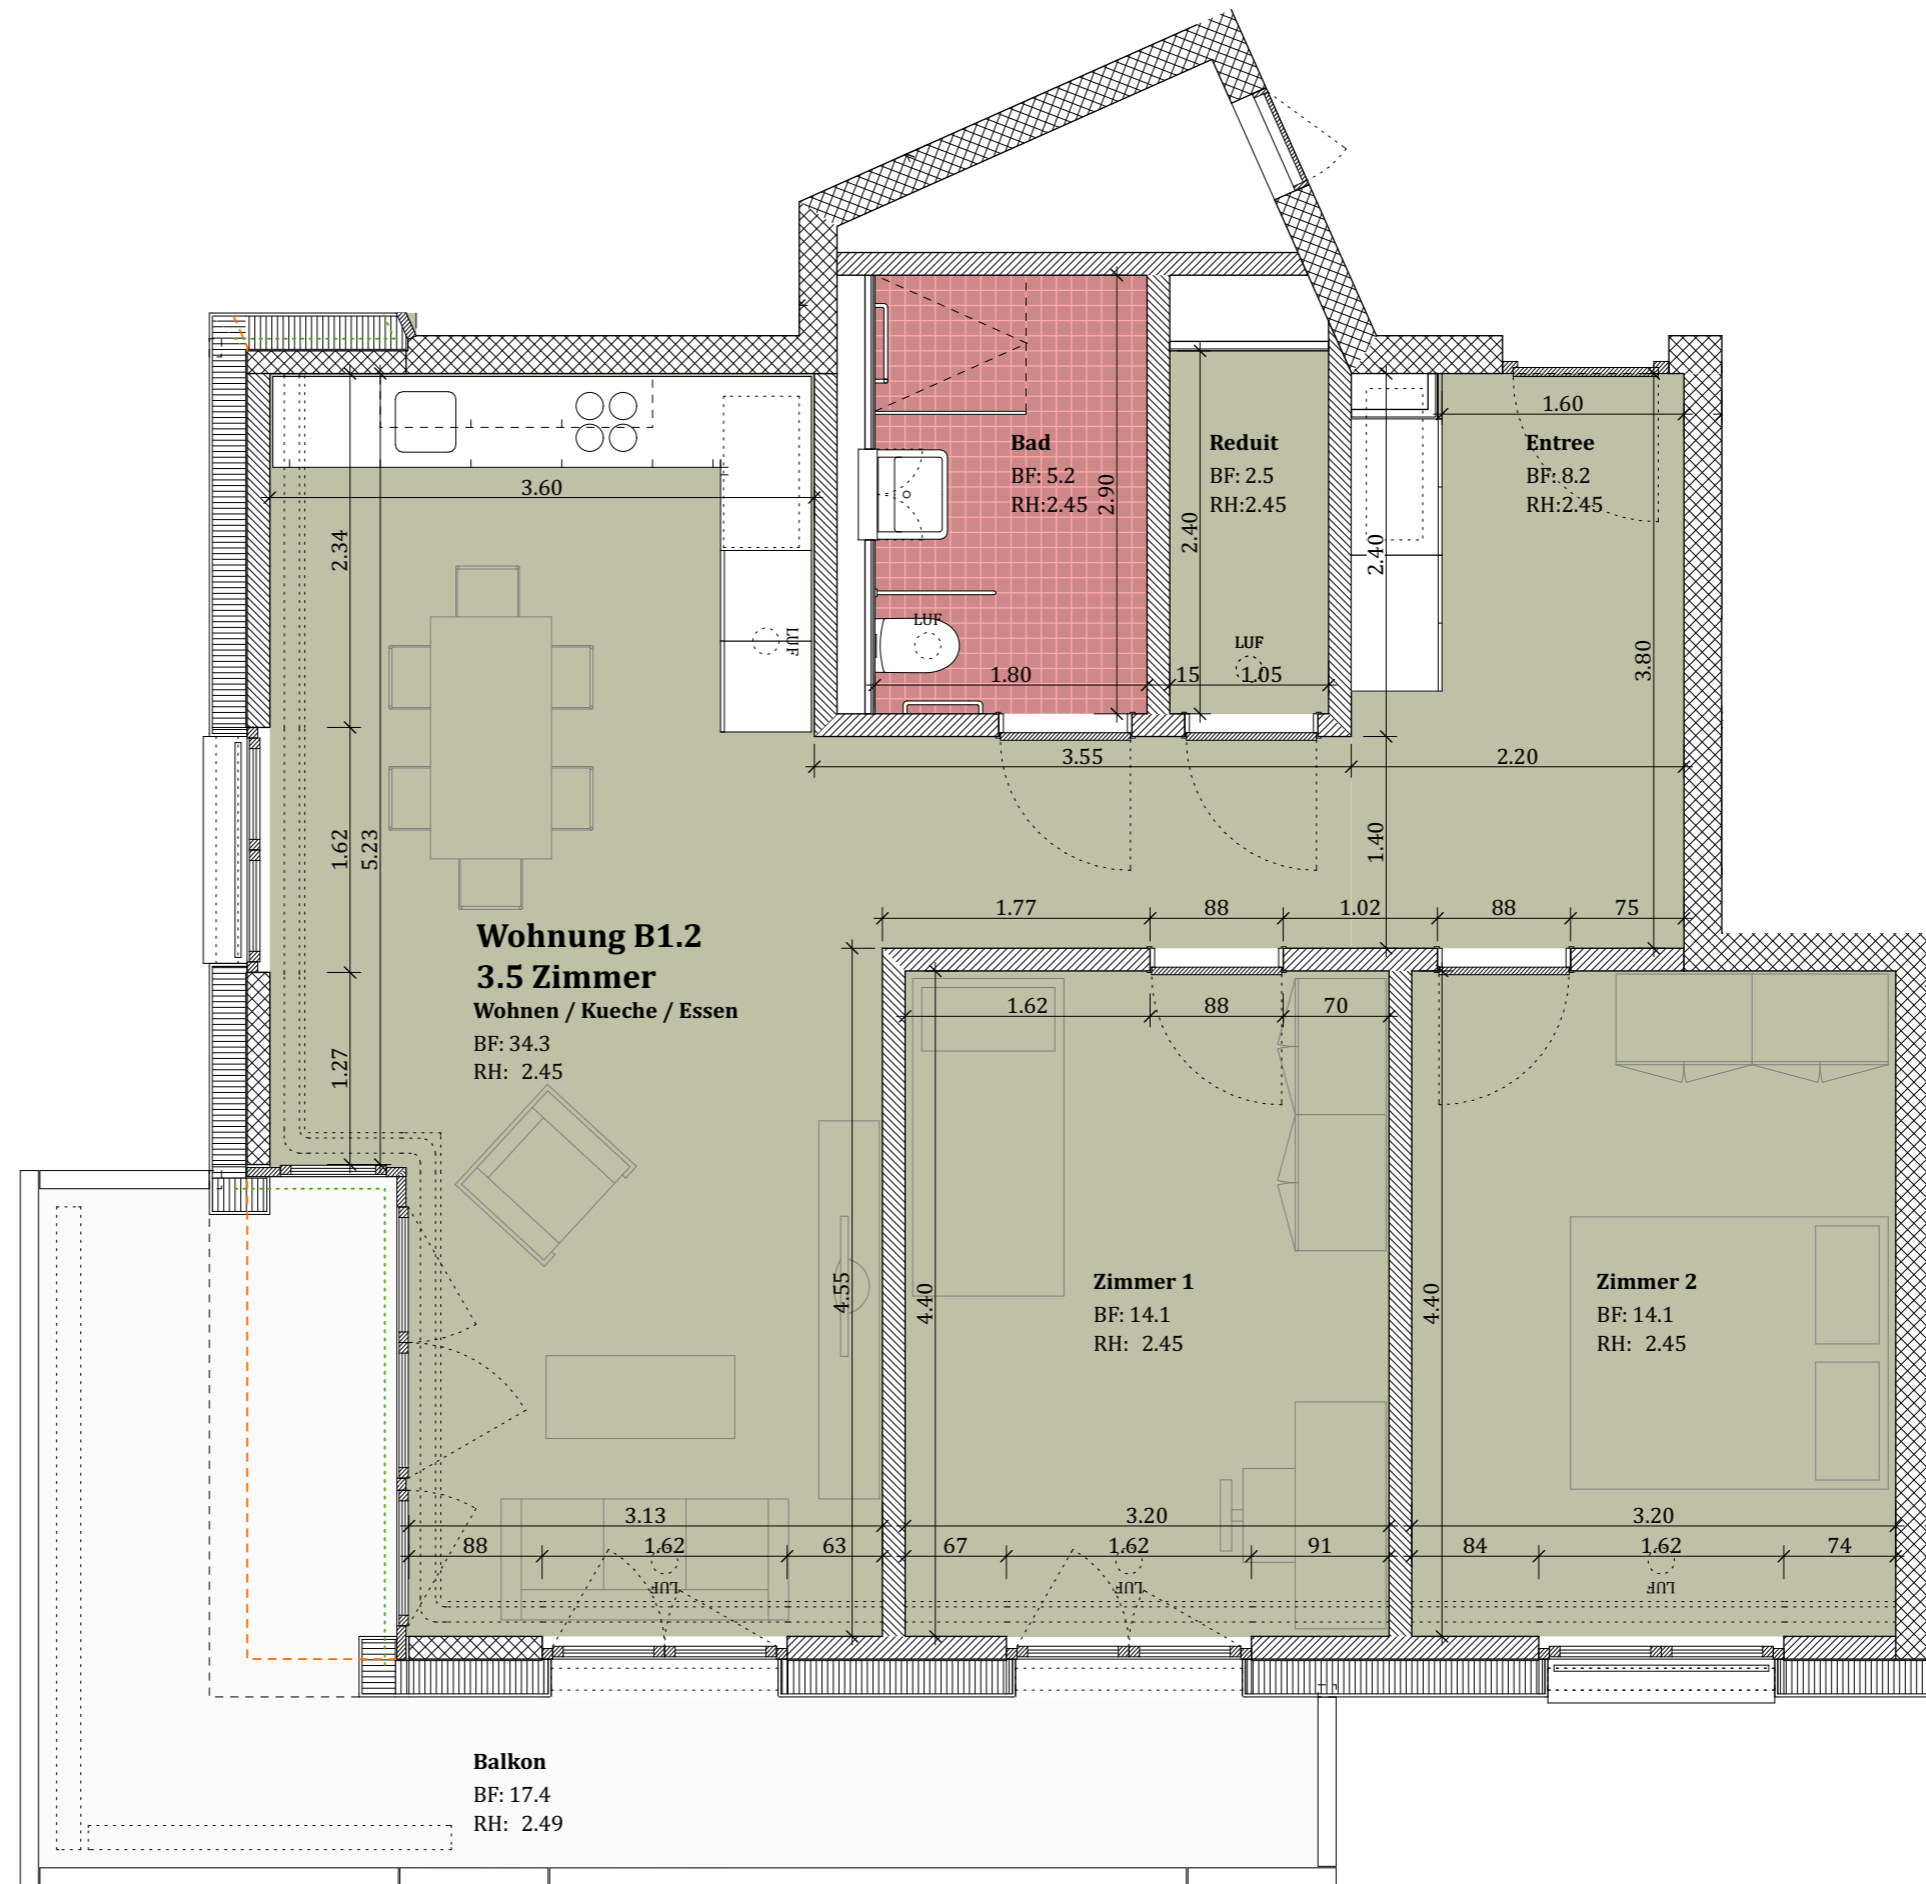 1.60
Bad
BF: 5.2
RH:2.45
Reduit
BF: 2.5
RH:2.45
Entree
BF: 8.2
RH:2.45
3.60
2.90
2.40
2.40
2.34
LUF
LUF
LUF
3.80
1.80
15
1.05
3.55
2.20
1.62
5.23
1.40
1.77
88
1.02
88
75
Wohnung B1.2
3.5 Zimmer
Wohnen / Kueche / Essen
BF: 34.3
RH: 2.45
1.62
88
70
1.27
4.55
4.40
4.40
Zimmer 1
BF: 14.1
RH: 2.45
Zimmer 2
BF: 14.1
RH: 2.45
3.13
3.20
3.20
88
1.62
63
67
1.62
91
84
1.62
74
LUF
LUF
LUF
Balkon
BF: 17.4
RH: 2.49